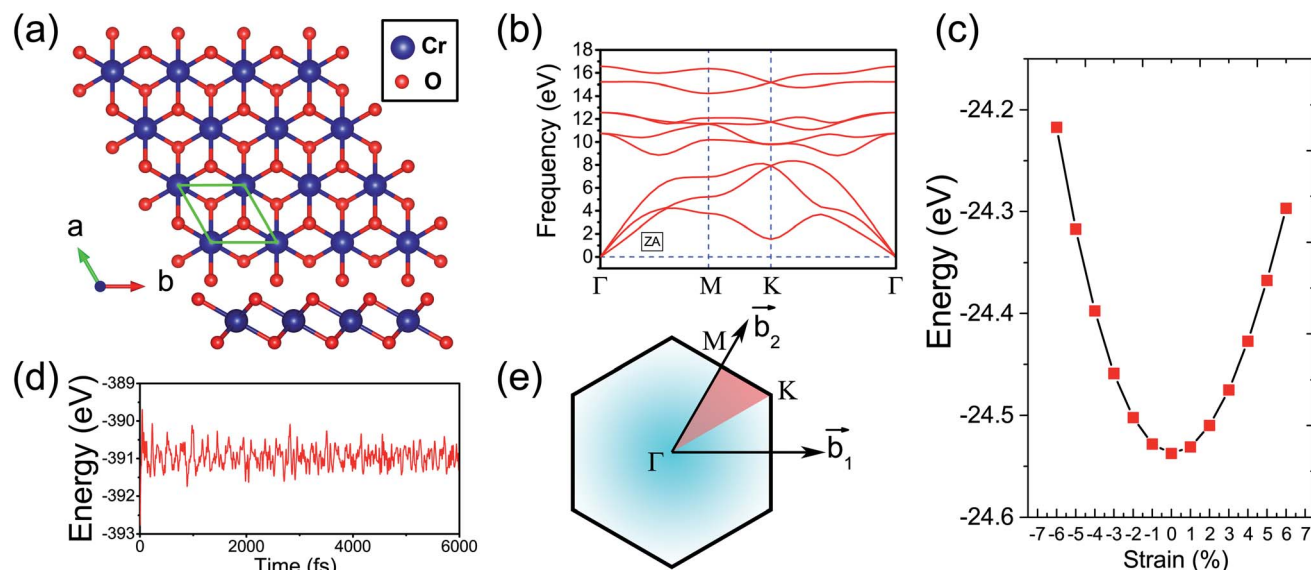 (a)
Cr
O
a
b
(b)
Frequency (eV)
18
16
14
12
10
8
6
4
2
0
ZA
Γ
M
K
Γ
(c)
Energy (eV)
-24.2
-24.3
-24.4
-24.5
-24.6
-7 -6 -5 -4 -3 -2 -1 0 1 2 3 4 5 6 7
Strain (%)
(d)
Energy (eV)
-389
-390
-391
-392
-393
0 2000 4000 6000
Time (fs)
(e)
M
b₂
K
Γ
b₁